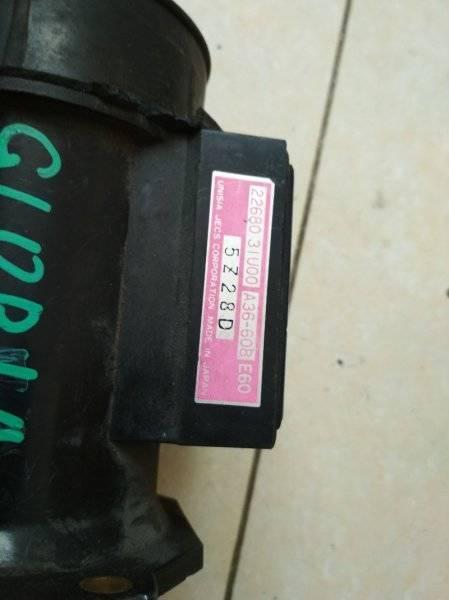 22680 31U00 A36-608 E60
5Z28D
UNISIA JECS CORPORATION MADE IN JAPAN